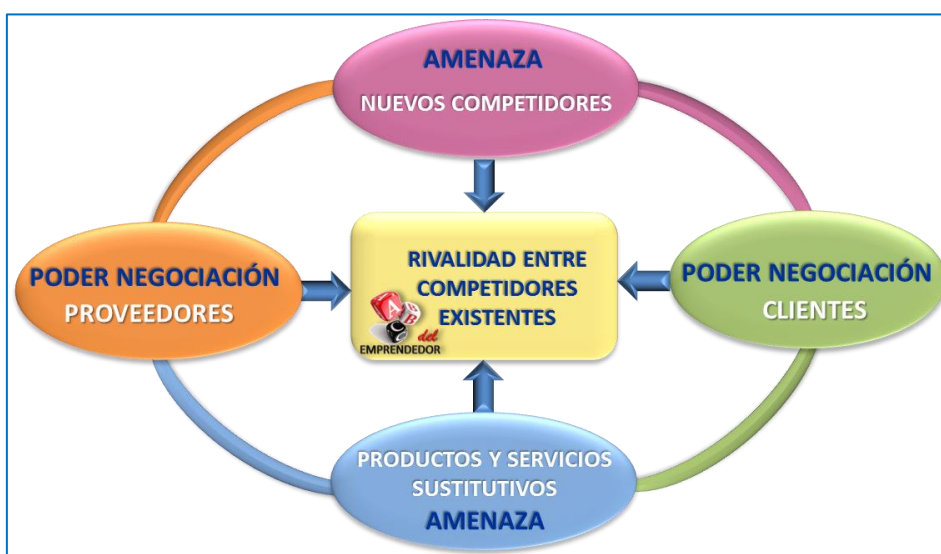 AMENAZA
NUEVOS COMPETIDORES
PODER NEGOCIACIÓN
PROVEEDORES
RIVALIDAD ENTRE
COMPETIDORES
EXISTENTES
A B C
del
EMPRENDEDOR
PODER NEGOCIACIÓN
CLIENTES
PRODUCTOS Y SERVICIOS
SUSTITUTIVOS
AMENAZA